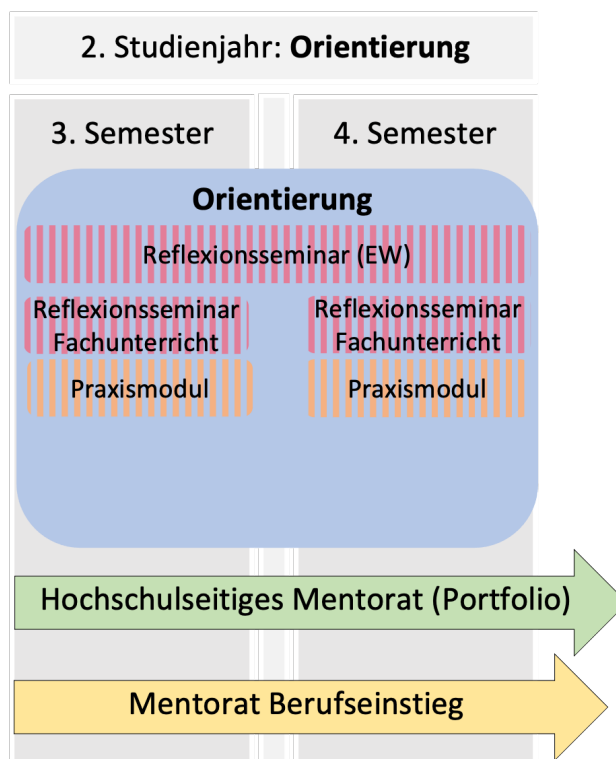 2. Studienjahr: Orientierung
3. Semester
4. Semester
Orientierung
Reflexionsseminar (EW)
Reflexionsseminar
Fachunterricht
Reflexionsseminar
Fachunterricht
Praxismodul
Praxismodul
Hochschulseitiges Mentorat (Portfolio)
Mentorat Berufseinstieg